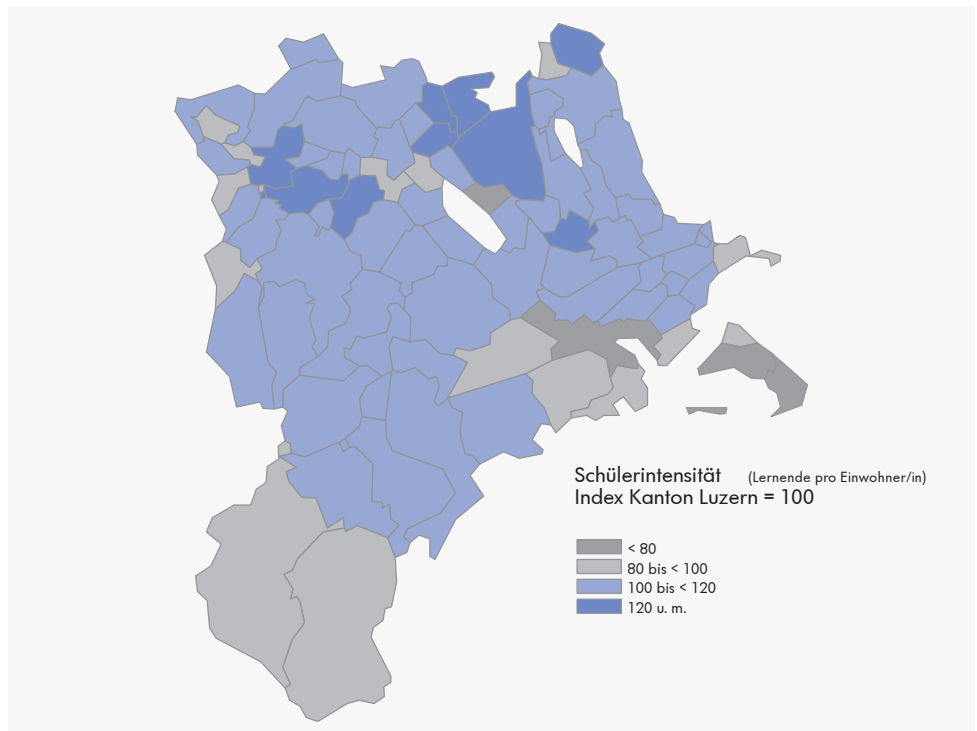 Schülerintensität (Lernende pro Einwohner/in)
Index Kanton Luzern = 100
< 80
80 bis < 100
100 bis < 120
120 u. m.